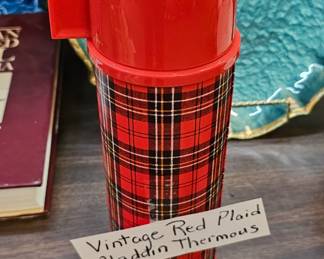 Vintage Red Plaid
Aladdin Thermous